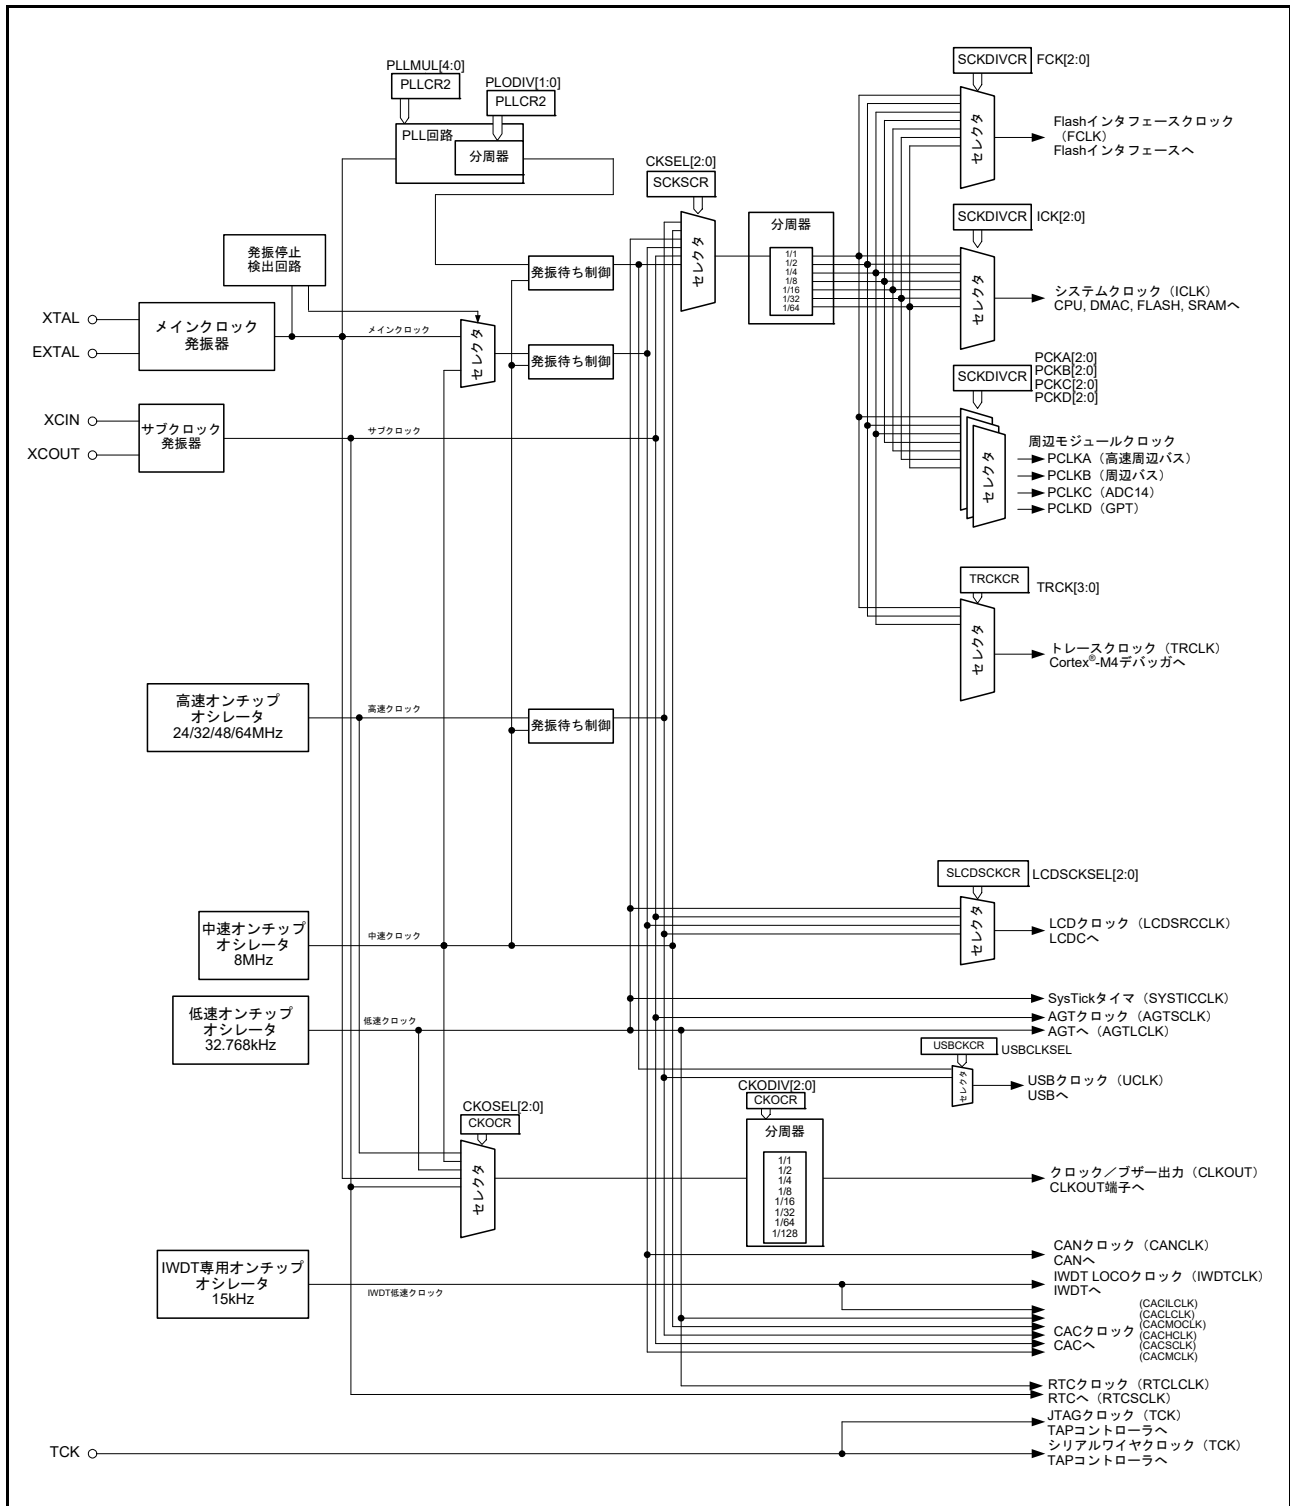 PLLMUL[4:0]
PLLCR2
PLODIV[1:0]
PLLCR2
PLL回路
分周器
CKSEL[2:0]
SCKSCR
セレクタ
分周器
1/1
1/2
1/4
1/8
1/16
1/32
1/64
SCKDIVCR
FCK[2:0]
セレクタ
Flashインタフェースクロック
(FCLK)
Flashインタフェースへ
SCKDIVCR
ICK[2:0]
セレクタ
システムクロック(ICLK)
CPU, DMAC, FLASH, SRAMへ
発振停止
検出回路
発振待ち制御
XTAL
EXTAL
メインクロック
発振器
メインクロック
セレクタ
発振待ち制御
XCIN
XCOUT
サブクロック
発振器
サブクロック
SCKDIVCR
PCKA[2:0]
PCKB[2:0]
PCKC[2:0]
PCKD[2:0]
セレクタ
周辺モジュールクロック
PCLKA(高速周辺バス)
PCLKB(周辺バス)
PCLKC(ADC14)
PCLKD(GPT)
TRCKCR
TRCK[3:0]
セレクタ
トレースクロック(TRCLK)
Cortex®-M4デバッガへ
高速オンチップ
オシレータ
24/32/48/64MHz
高速クロック
発振待ち制御
SLCDSCKCR
LCDSCKSEL[2:0]
セレクタ
LCDクロック(LCDSRCCLK)
LCDCへ
中速オンチップ
オシレータ
8MHz
中速クロック
低速オンチップ
オシレータ
32.768kHz
低速クロック
SysTickタイマ(SYSTICCLK)
AGTクロック(AGTSCLK)
AGTへ(AGTLCLK)
USBCKCR
USBCLKSEL
セレクタ
USBクロック(UCLK)
USBへ
CKOSEL[2:0]
CKOCR
セレクタ
CKODIV[2:0]
CKOCR
分周器
1/1
1/2
1/4
1/8
1/16
1/32
1/64
1/128
クロック/ブザー出力(CLKOUT)
CLKOUT端子へ
CANクロック(CANCLK)
CANへ
IWDT専用オンチップ
オシレータ
15kHz
IWDT低速クロック
IWDT LOCOクロック(IWDTCLK)
IWDTへ
CACクロック
CACへ
(CACILCLK)
(CACLCLK)
(CACMOCLK)
(CACHCLK)
(CACSCLK)
(CACMCLK)
RTCクロック(RTCLCLK)
RTCへ(RTCSCLK)
TCK
JTAGクロック(TCK)
TAPコントローラへ
シリアルワイヤクロック(TCK)
TAPコントローラへ